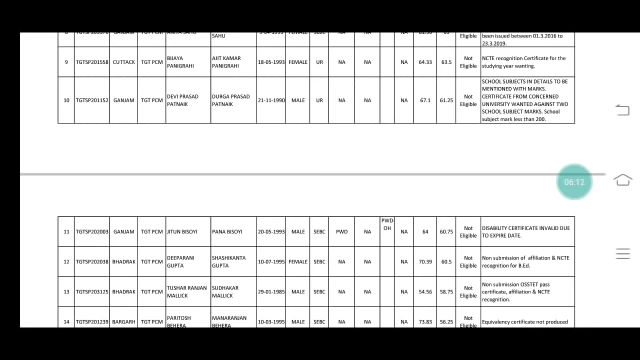 SAHU Eligible been issued between 01.3.2016 to
23.3.2019.
9 TGTSP201558 CUTTACK TGT PCM BIJAYA PANIGRAHI AJIT KAMAR PANIGRAHI 18-05-1993 FEMALE UR NA NA NA 64.33 63.5 Not Eligible NCTE recognition Certificate for the
studying year wanting.
10 TGTSP201152 GANJAM TGT PCM DEVI PRASAD PATNAIK DURGA PRASAD PATNAIK 21-11-1990 MALE UR NA NA NA 67.1 61.25 Not Eligible SCHOOL SUBJECTS IN DETAILS TO BE
MENTIONED WITH MARKS.
CERTIFICATE FROM CONCERNED
UNIVERSITY WANTED AGAINST TWO
SCHOOL SUBJECT MARKS. School
subject mark less than 200.
06:12
11 TGTSP202003 GANJAM TGT PCM JITUN BISOYI PANA BISOYI 20-05-1993 MALE SEBC PWD NA PWD-OH NA 64 60.75 Not Eligible DISABILITY CERTIFICATE INVALID DUE
TO EXPIRE DATE.
12 TGTSP202038 BHADRAK TGT PCM DEEPARANI GUPTA SHASHIKANTA GUPTA 10-07-1995 FEMALE SEBC NA NA NA 70.39 60.5 Not Eligible Non submission of affiliation & NCTE
recognition for B.Ed.
13 TGTSP203125 BHADRAK TGT PCM TUSHAR RANJAN MALLICK SUDHAKAR MALLICK 29-01-1985 MALE SEBC NA NA NA 54.56 58.75 Not Eligible Non submission OSSTET pass
certificate, affiliation & NCTE
recognition.
14 TGTSP201239 BARGARH TGT PCM PARITOSH BEHERA MANARANJAN BEHERA 10-03-1995 MALE SEBC NA NA NA 73.83 56.25 Not Eligible Equivalency certificate not produced